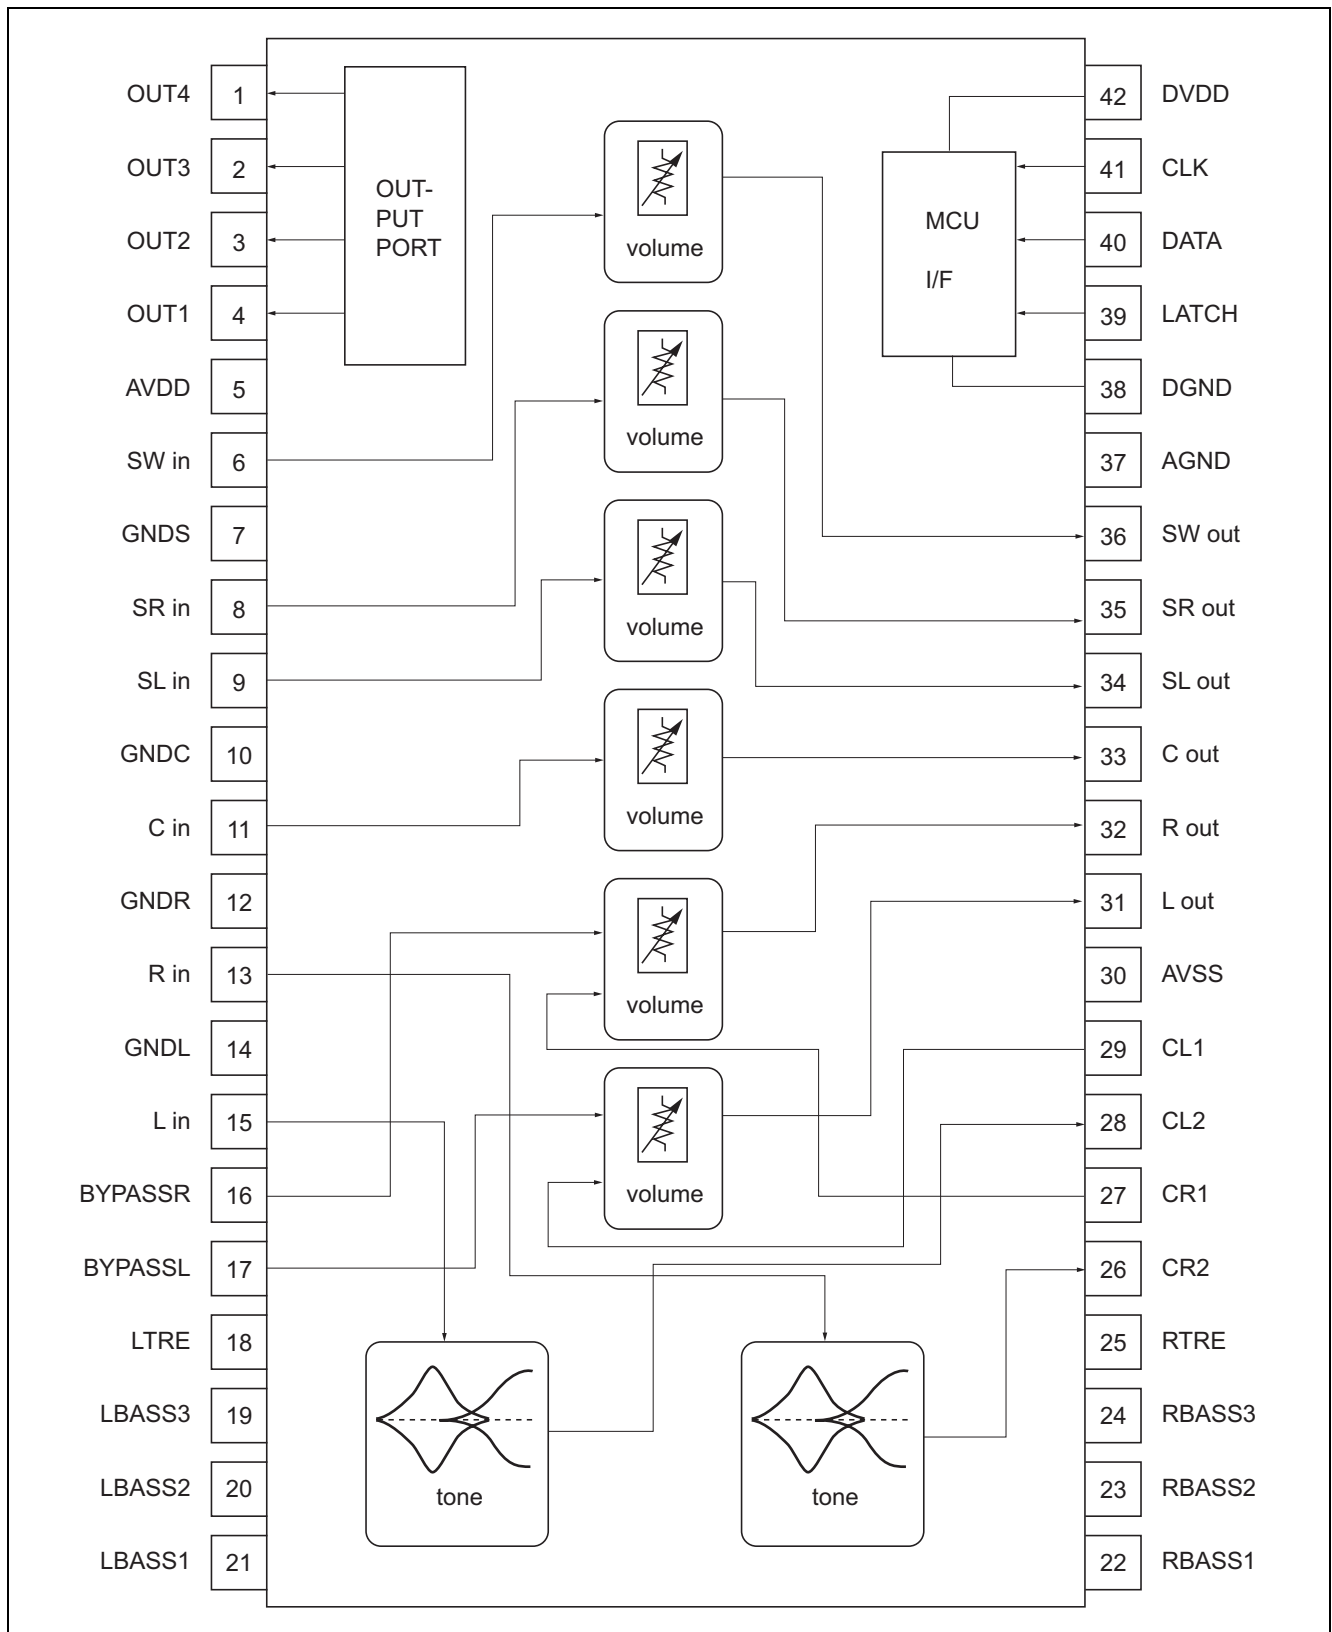 OUT4 1
OUT3 2
OUT2 3
OUT1 4
AVDD 5
SW in 6
GNDS 7
SR in 8
SL in 9
GNDC 10
C in 11
GNDR 12
R in 13
GNDL 14
L in 15
BYPASSR 16
BYPASSL 17
LTRE 18
LBASS3 19
LBASS2 20
LBASS1 21
OUT-
PUT
PORT
volume
volume
volume
volume
volume
volume
tone
tone
MCU
I/F
42 DVDD
41 CLK
40 DATA
39 LATCH
38 DGND
37 AGND
36 SW out
35 SR out
34 SL out
33 C out
32 R out
31 L out
30 AVSS
29 CL1
28 CL2
27 CR1
26 CR2
25 RTRE
24 RBASS3
23 RBASS2
22 RBASS1